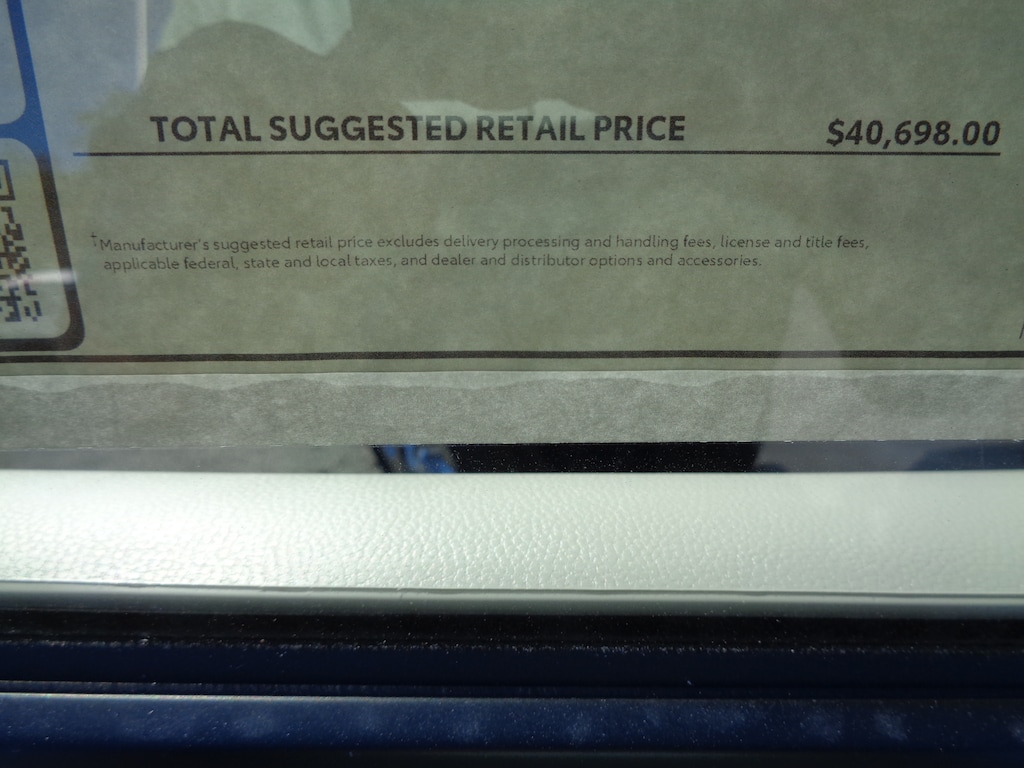 TOTAL SUGGESTED RETAIL PRICE $40,698.00
†Manufacturer's suggested retail price excludes delivery processing and handling fees, license and title fees,
applicable federal, state and local taxes, and dealer and distributor options and accessories.